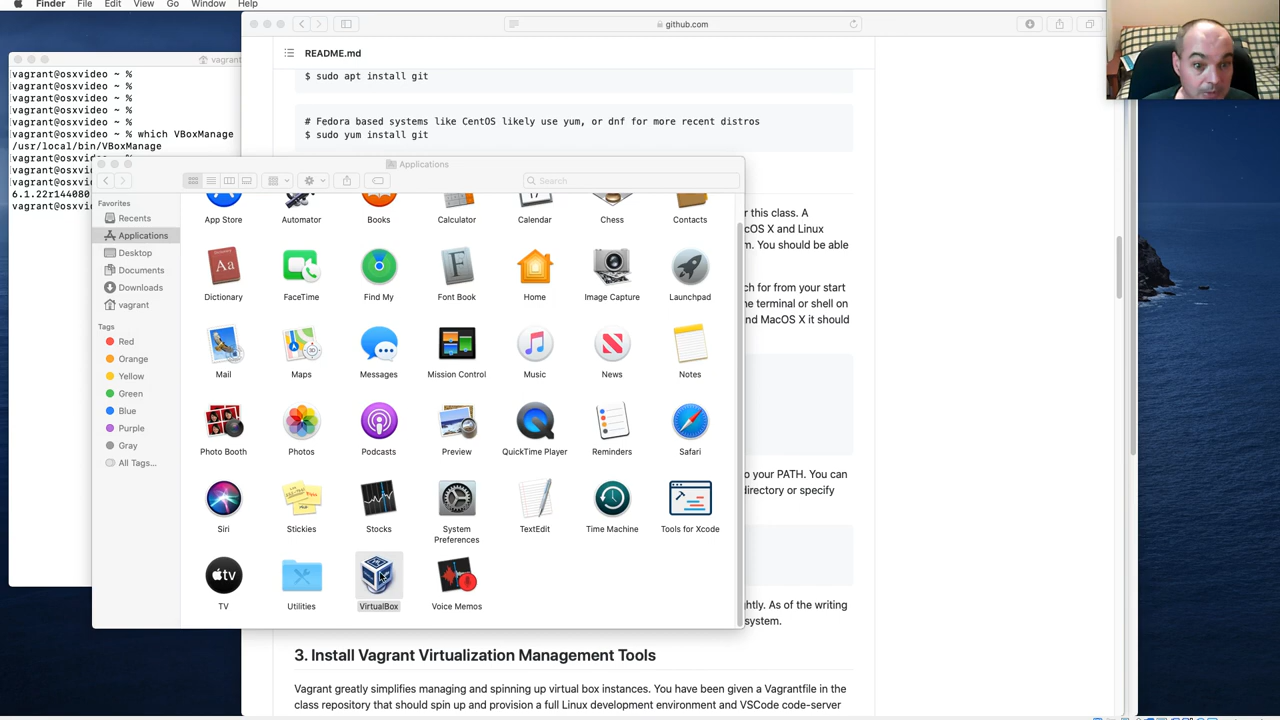 Finder File Edit View Go Window Help
github.com
vagrant
vagrant@osxvideo ~ %
vagrant@osxvideo ~ %
vagrant@osxvideo ~ %
vagrant@osxvideo ~ %
vagrant@osxvideo ~ %
vagrant@osxvideo ~ % which VBoxManage
/usr/local/bin/VBoxManage
6.1.22r144080
README.md
$ sudo apt install git
# Fedora based systems like CentOS likely use yum, or dnf for more recent distros
$ sudo yum install git
Applications
Search
Favorites
Recents
Applications
Desktop
Documents
Downloads
vagrant
Tags
Red
Orange
Yellow
Green
Blue
Purple
Gray
All Tags...
App Store Automator Books Calculator Calendar Chess Contacts
Dictionary FaceTime Find My Font Book Home Image Capture Launchpad
Mail Maps Messages Mission Control Music News Notes
Photo Booth Photos Podcasts Preview QuickTime Player Reminders Safari
Siri Stickies Stocks System Preferences TextEdit Time Machine Tools for Xcode
TV Utilities VirtualBox Voice Memos
this class. A
OS X and Linux
You should be able
for from your start
terminal or shell on
nd MacOS X it should
your PATH. You can
directory or specify
As of the writing
system.
3. Install Vagrant Virtualization Management Tools
Vagrant greatly simplifies managing and spinning up virtual box instances. You have been given a Vagrantfile in the
class repository that should spin up and provision a full Linux development environment and VSCode code-server